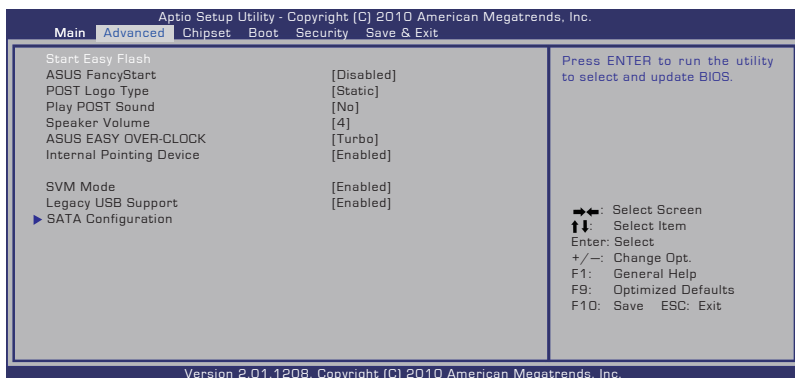 Aptio Setup Utility - Copyright (C) 2010 American Megatrends, Inc.
Main Advanced Chipset Boot Security Save & Exit
Start Easy Flash
ASUS FancyStart [Disabled]
POST Logo Type [Static]
Play POST Sound [No]
Speaker Volume [4]
ASUS EASY OVER-CLOCK [Turbo]
Internal Pointing Device [Enabled]
SVM Mode [Enabled]
Legacy USB Support [Enabled]
SATA Configuration
Press ENTER to run the utility
to select and update BIOS.
→←: Select Screen
↑↓: Select Item
Enter: Select
+/—: Change Opt.
F1: General Help
F9: Optimized Defaults
F10: Save ESC: Exit
Version 2.01.1208. Copyright (C) 2010 American Megatrends, Inc.